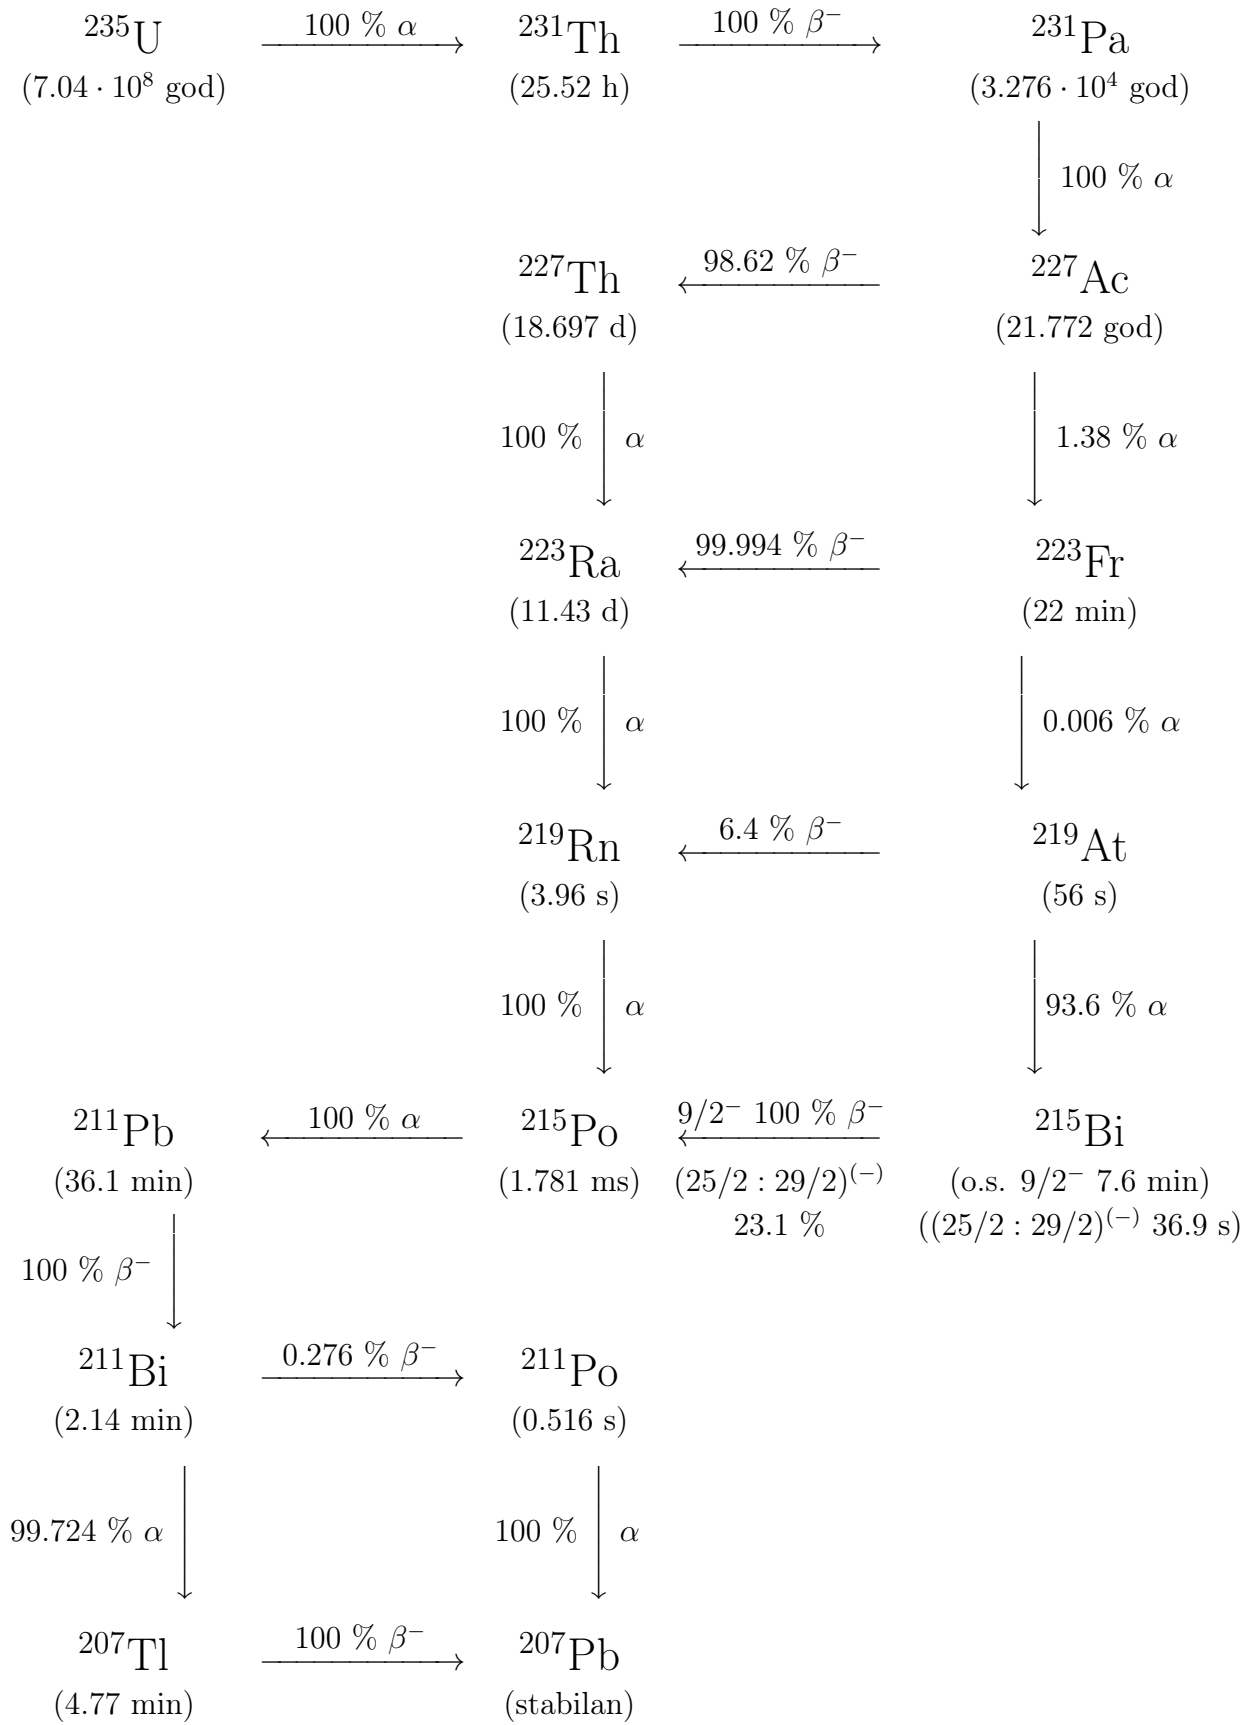 ²³⁵U 100 % α ²³¹Th 100 % β⁻ ²³¹Pa
(7.04 · 10⁸ god) (25.52 h) (3.276 · 10⁴ god)
100 % α
²²⁷Th 98.62 % β⁻ ²²⁷Ac
(18.697 d) (21.772 god)
100 % α 1.38 % α
²²³Ra 99.994 % β⁻ ²²³Fr
(11.43 d) (22 min)
100 % α 0.006 % α
²¹⁹Rn 6.4 % β⁻ ²¹⁹At
(3.96 s) (56 s)
100 % α 93.6 % α
²¹¹Pb 100 % α ²¹⁵Po 9/2⁻ 100 % β⁻ ²¹⁵Bi
(36.1 min) (1.781 ms) (25/2 : 29/2)⁽⁻⁾ (o.s. 9/2⁻ 7.6 min)
23.1 % ((25/2 : 29/2)⁽⁻⁾ 36.9 s)
100 % β⁻
²¹¹Bi 0.276 % β⁻ ²¹¹Po
(2.14 min) (0.516 s)
99.724 % α 100 % α
²⁰⁷Tl 100 % β⁻ ²⁰⁷Pb
(4.77 min) (stabilan)